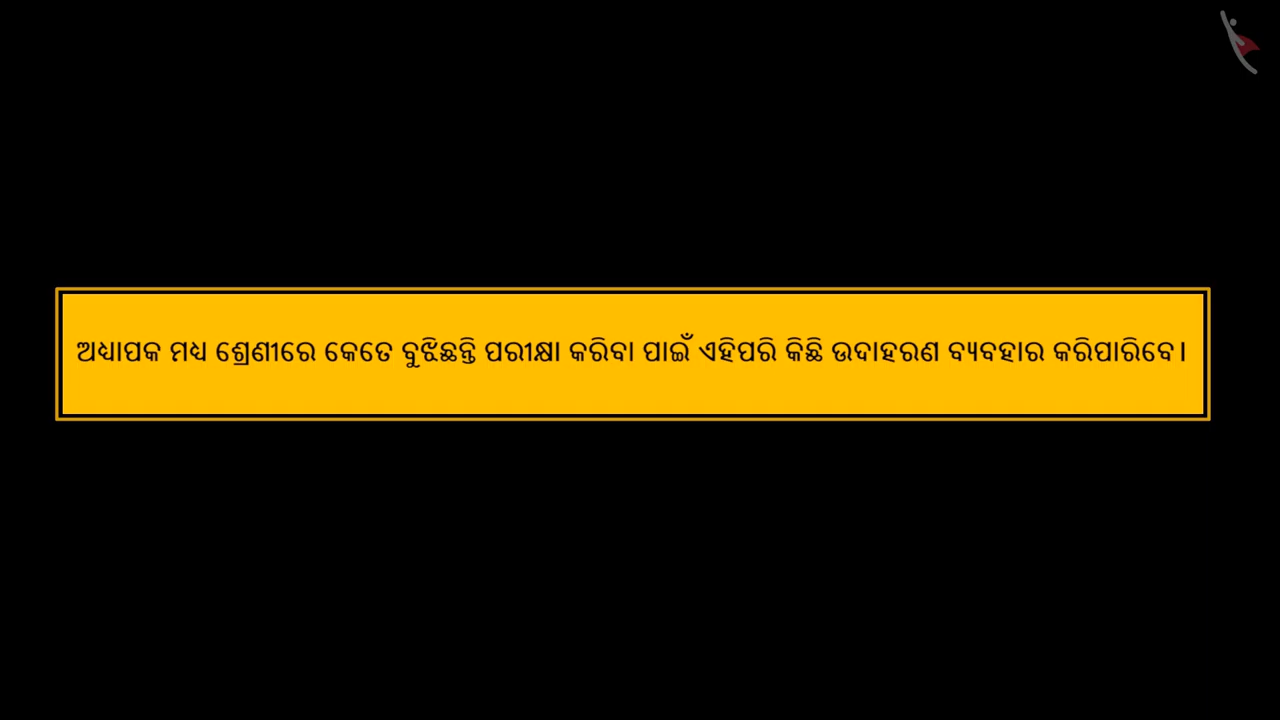 ଅଧ୍ୟାପକ ମଧ୍ୟ ଶ୍ରେଣୀରେ କେତେ ବୁଝିଛନ୍ତି ପରୀକ୍ଷା କରିବା ପାଇଁ ଏହିପରି କିଛି ଉଦାହରଣ ବ୍ୟବହାର କରିପାରିବେ।